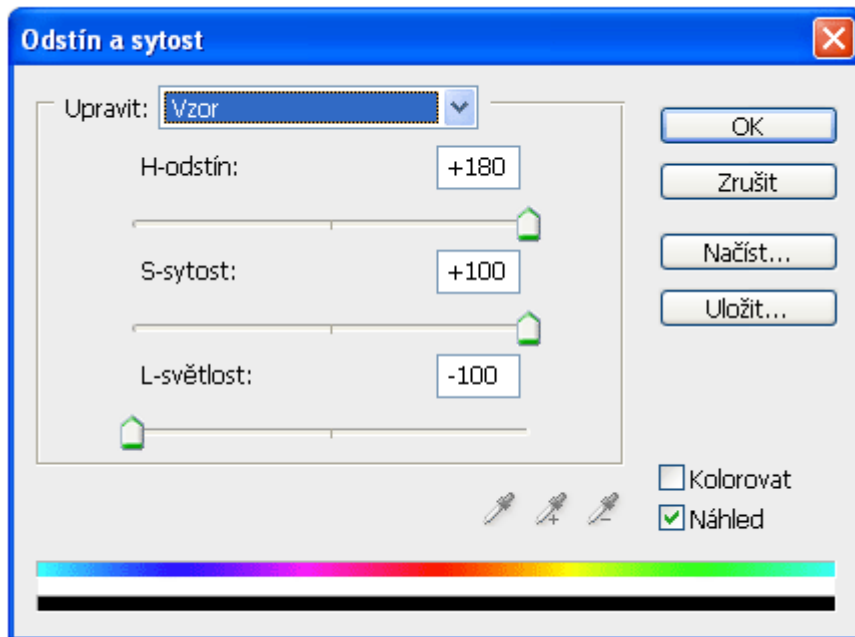 Odstín a sytost
Upravit: Vzor
H-odstín: +180
S-sytost: +100
L-světlost: -100
OK
Zrušit
Načíst...
Uložit...
Kolorovat
Náhled